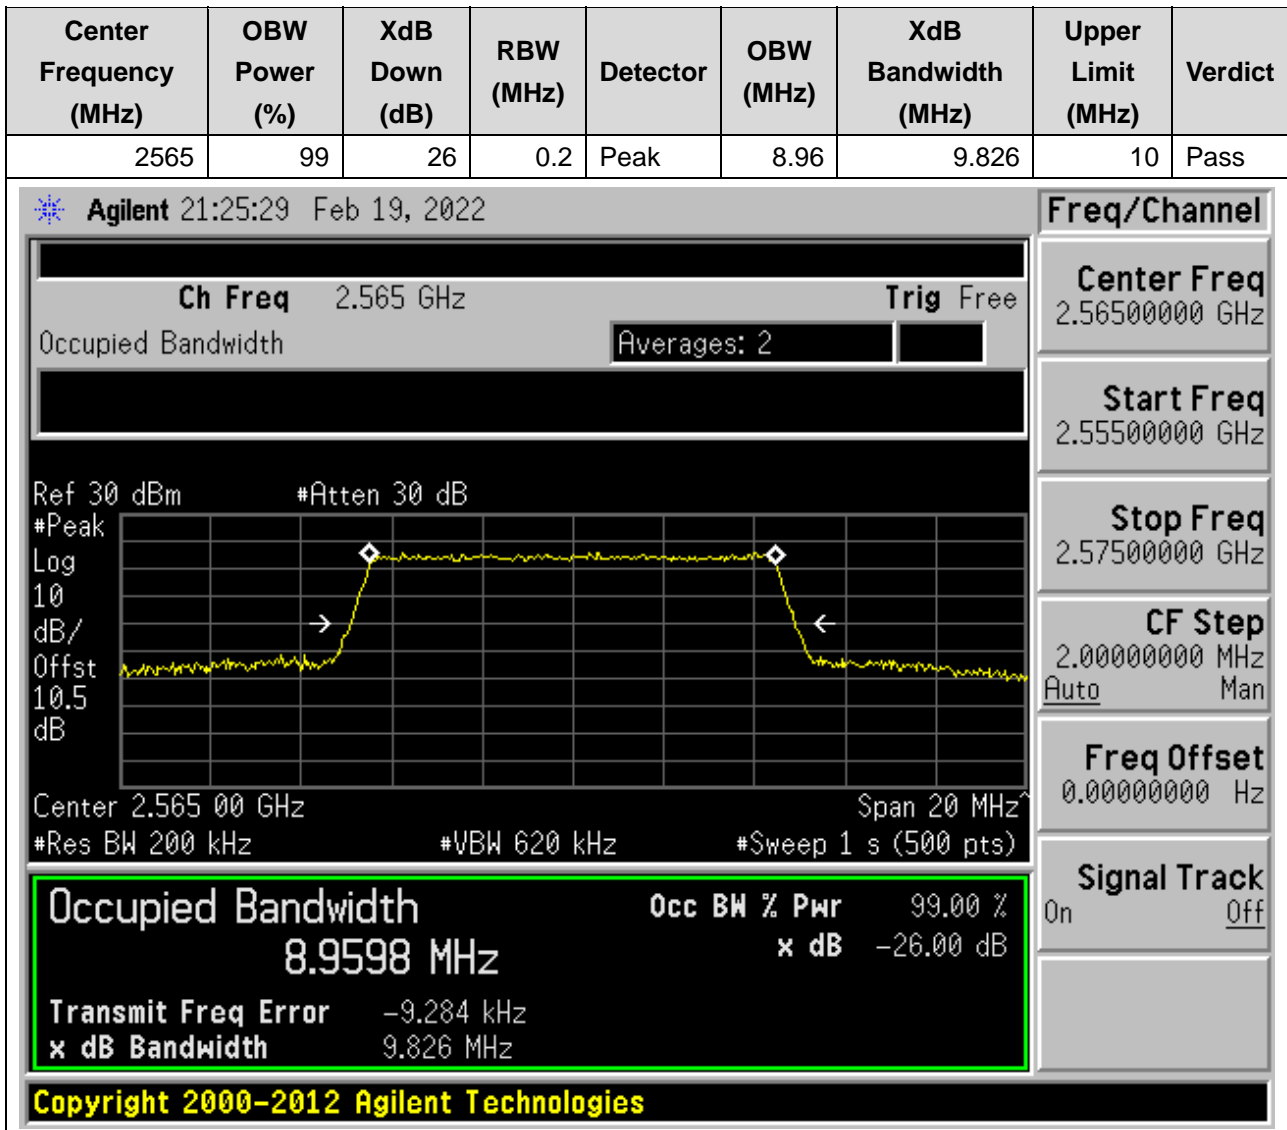 Center Frequency (MHz) OBW Power (%) XdB Down (dB) RBW (MHz) Detector OBW (MHz) XdB Bandwidth (MHz) Upper Limit (MHz) Verdict
2565 99 26 0.2 Peak 8.96 9.826 10 Pass
Agilent 21:25:29 Feb 19, 2022
Ch Freq 2.565 GHz Trig Free
Occupied Bandwidth Averages: 2
Ref 30 dBm #Atten 30 dB
#Peak
Log
10
dB/
Offst
10.5
dB
Center 2.565 00 GHz Span 20 MHz^
#Res BW 200 kHz #VBW 620 kHz #Sweep 1 s (500 pts)
Occupied Bandwidth Occ BW % Pwr 99.00 %
8.9598 MHz x dB -26.00 dB
Transmit Freq Error -9.284 kHz
x dB Bandwidth 9.826 MHz
Copyright 2000-2012 Agilent Technologies
Freq/Channel
Center Freq
2.56500000 GHz
Start Freq
2.55500000 GHz
Stop Freq
2.57500000 GHz
CF Step
2.00000000 MHz
Auto Man
Freq Offset
0.00000000 Hz
Signal Track
On Off